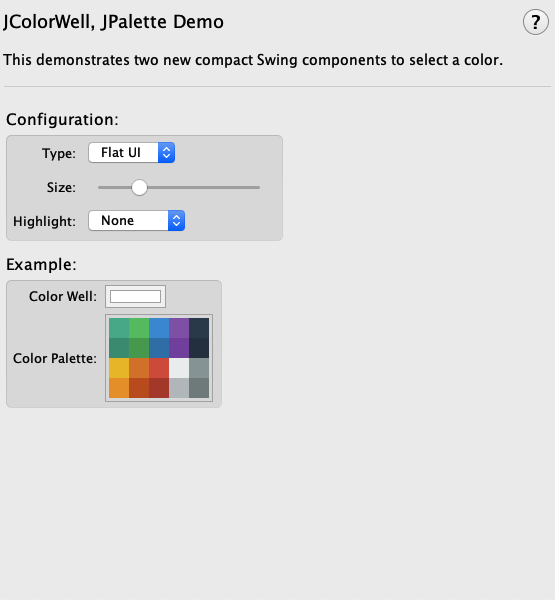 JColorWell, JPalette Demo
?
This demonstrates two new compact Swing components to select a color.
Configuration:
Type: Flat UI
Size:
Highlight: None
Example:
Color Well:
Color Palette: